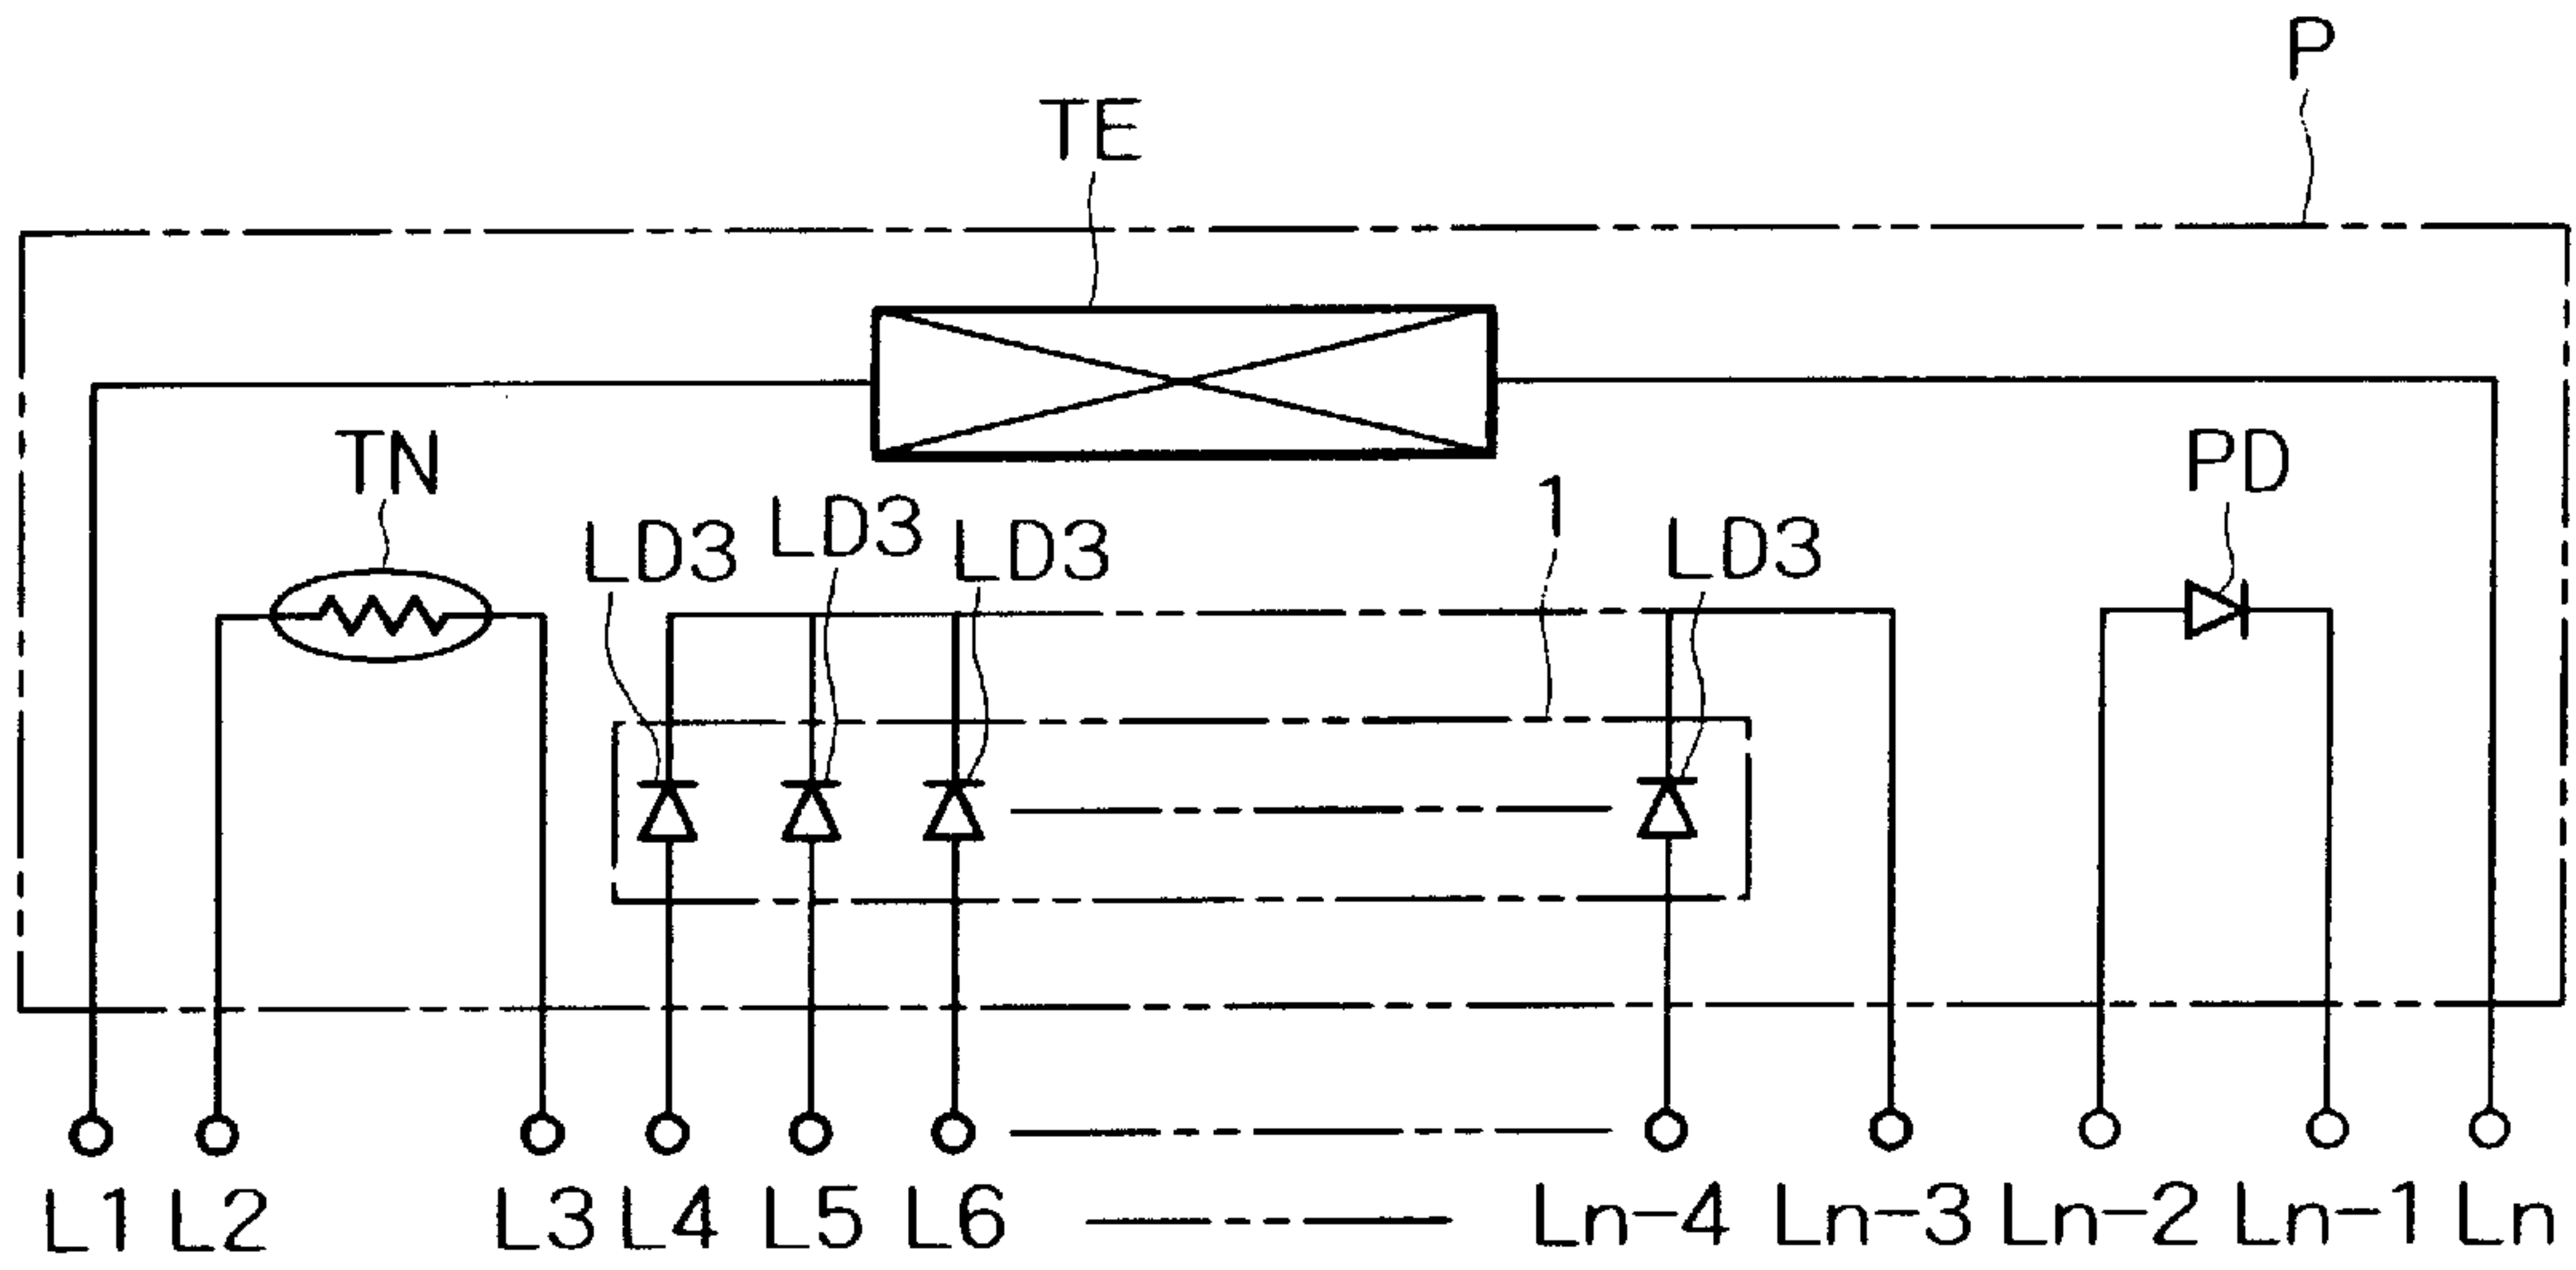 P
TE
TN
PD
LD3 LD3 LD3 1 LD3
L1 L2 L3 L4 L5 L6 Ln-4 Ln-3 Ln-2 Ln-1 Ln